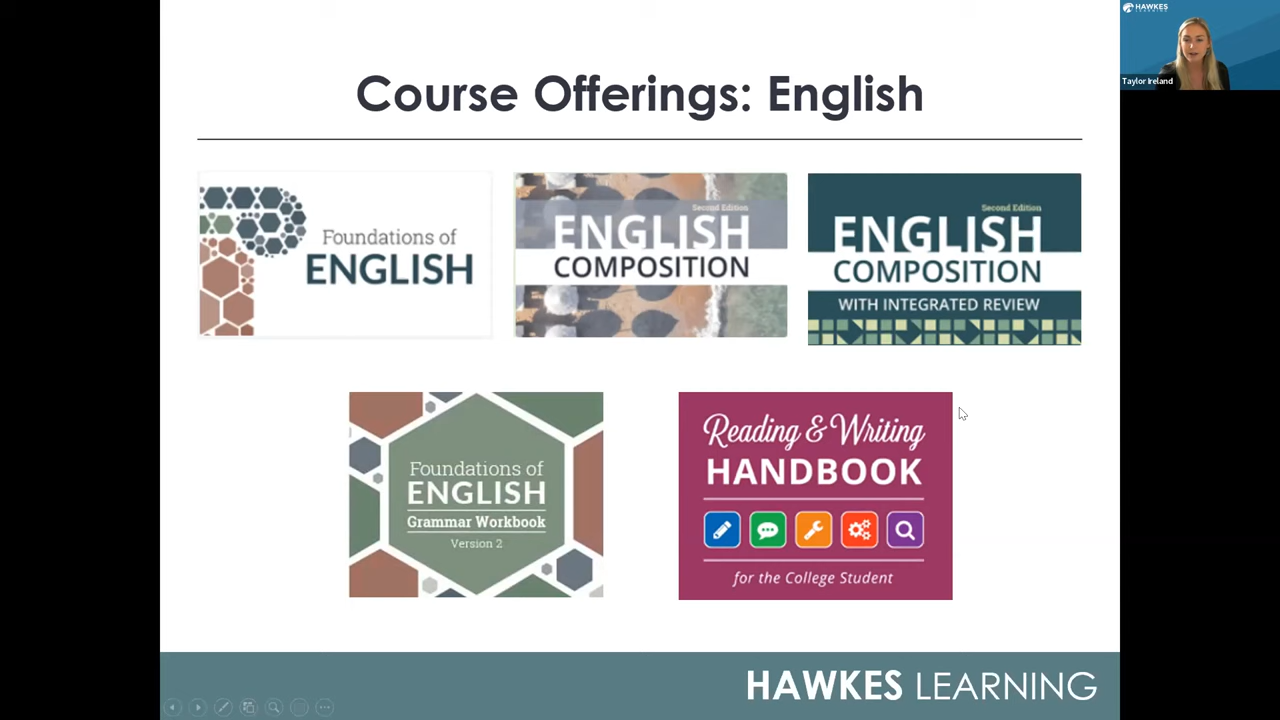 Course Offerings: English
Foundations of
ENGLISH
Second Edition
ENGLISH
COMPOSITION
Second Edition
ENGLISH
COMPOSITION
WITH INTEGRATED REVIEW
Foundations of
ENGLISH
Grammar Workbook
Version 2
Reading & Writing
HANDBOOK
for the College Student
HAWKES LEARNING
HAWKES
LEARNING
Taylor Ireland